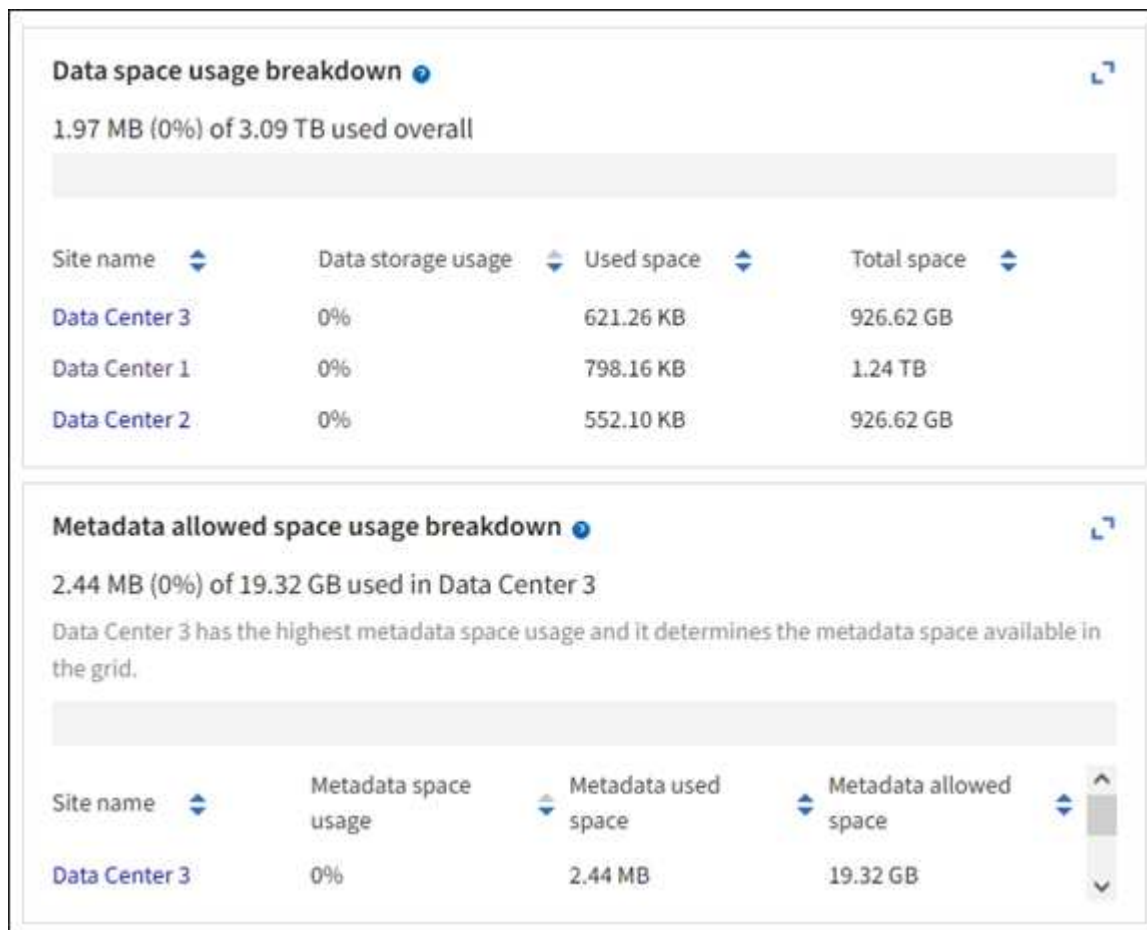 Data space usage breakdown ?
1.97 MB (0%) of 3.09 TB used overall
Site name Data storage usage Used space Total space
Data Center 3 0% 621.26 KB 926.62 GB
Data Center 1 0% 798.16 KB 1.24 TB
Data Center 2 0% 552.10 KB 926.62 GB
Metadata allowed space usage breakdown ?
2.44 MB (0%) of 19.32 GB used in Data Center 3
Data Center 3 has the highest metadata space usage and it determines the metadata space available in
the grid.
Site name Metadata space usage Metadata used space Metadata allowed space
Data Center 3 0% 2.44 MB 19.32 GB